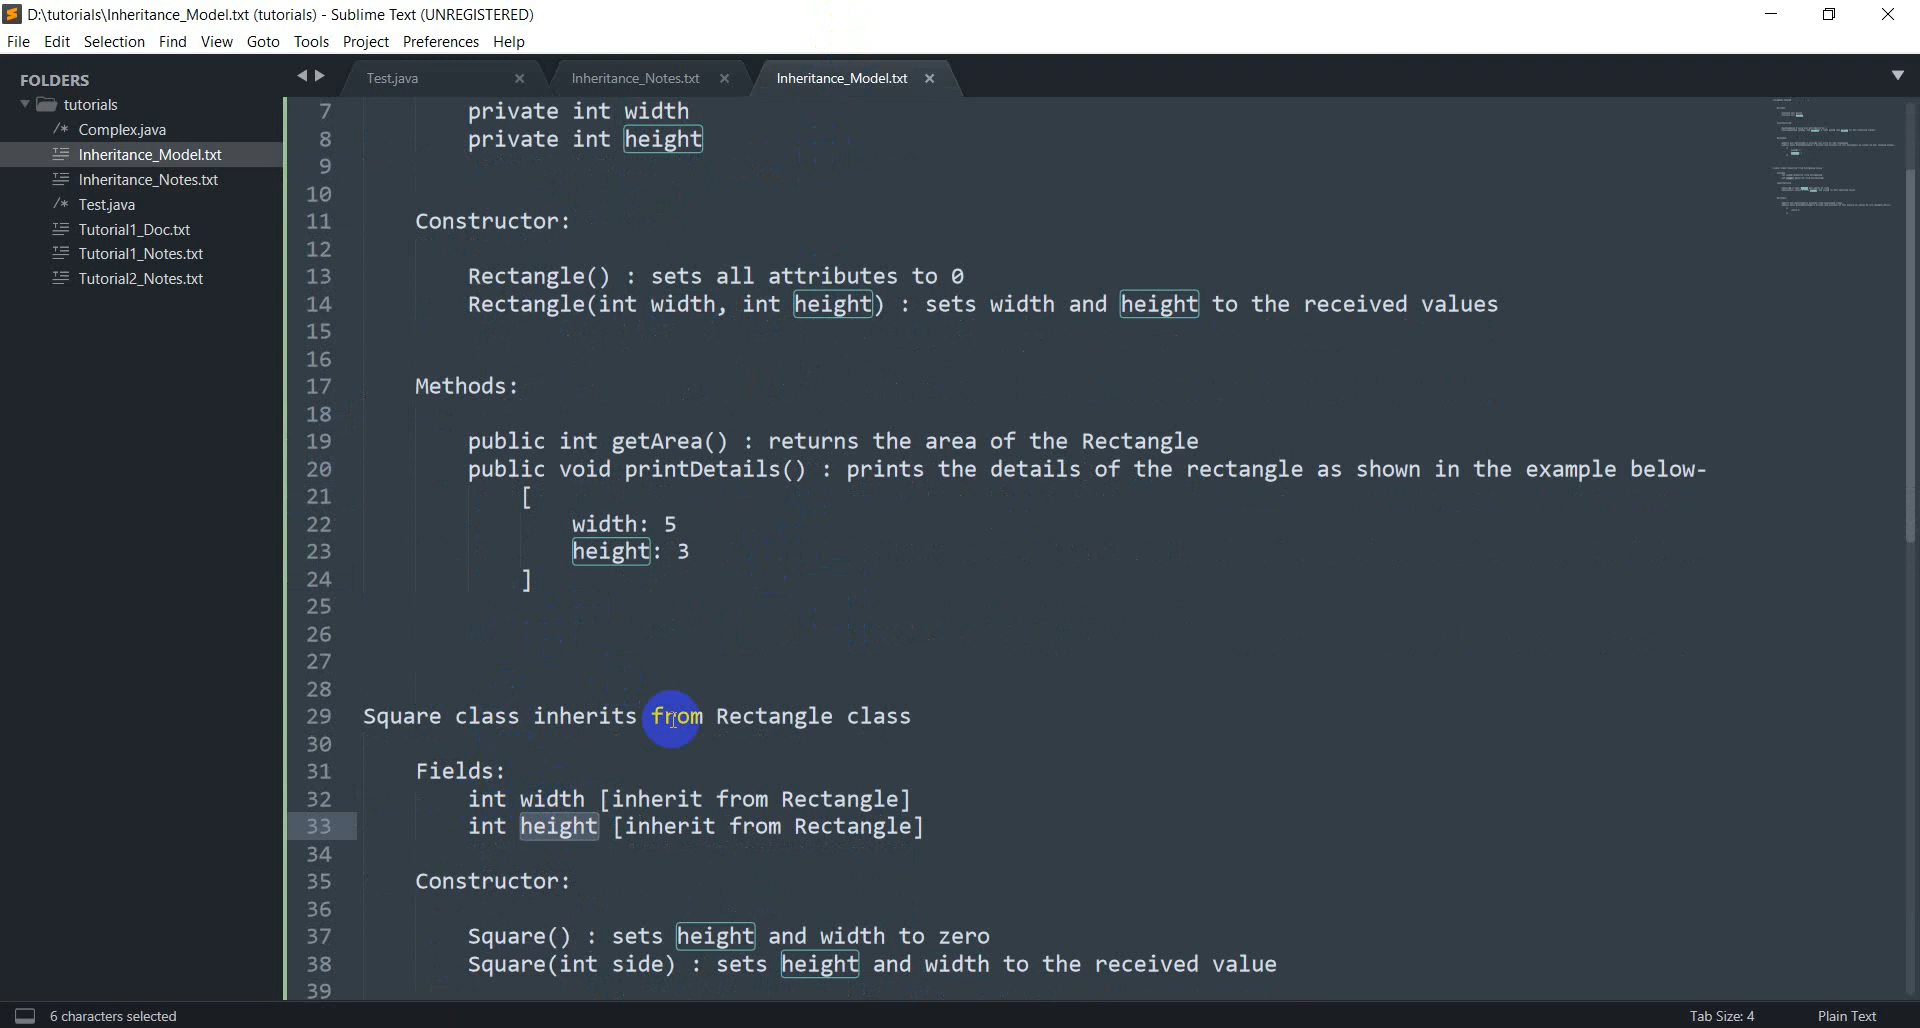 D:\tutorials\Inheritance_Model.txt (tutorials) - Sublime Text (UNREGISTERED)
File Edit Selection Find View Goto Tools Project Preferences Help
FOLDERS
tutorials
/* Complex.java
Inheritance_Model.txt
Inheritance_Notes.txt
/* Test.java
Tutorial1_Doc.txt
Tutorial1_Notes.txt
Tutorial2_Notes.txt
Test.java Inheritance_Notes.txt Inheritance_Model.txt
7 private int width
8 private int height
9
10
11 Constructor:
12
13 Rectangle() : sets all attributes to 0
14 Rectangle(int width, int height) : sets width and height to the received values
15
16
17 Methods:
18
19 public int getArea() : returns the area of the Rectangle
20 public void printDetails() : prints the details of the rectangle as shown in the example below-
21 [
22 width: 5
23 height: 3
24 ]
25
26
27
28
29 Square class inherits from Rectangle class
30
31 Fields:
32 int width [inherit from Rectangle]
33 int height [inherit from Rectangle]
34
35 Constructor:
36
37 Square() : sets height and width to zero
38 Square(int side) : sets height and width to the received value
39
6 characters selected
Tab Size: 4 Plain Text